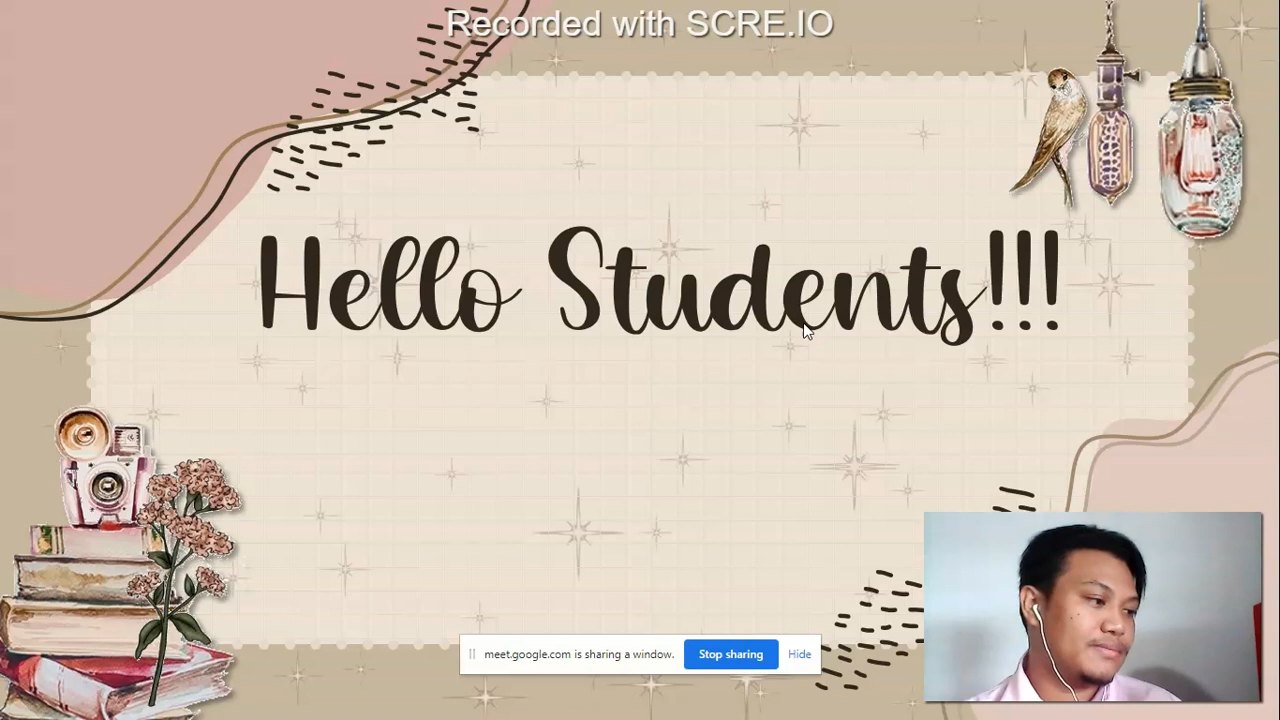 Recorded with SCRE.IO
Hello Students!!!
meet.google.com is sharing a window. Stop sharing Hide